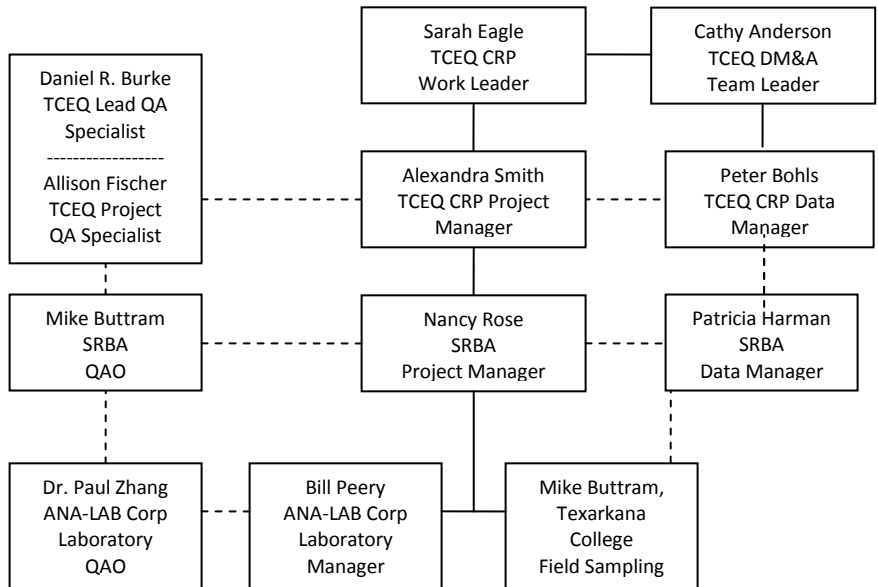 Sarah Eagle
TCEQ CRP
Work Leader
Cathy Anderson
TCEQ DM&A
Team Leader
Daniel R. Burke
TCEQ Lead QA
Specialist
------------------
Allison Fischer
TCEQ Project
QA Specialist
Alexandra Smith
TCEQ CRP Project
Manager
Peter Bohls
TCEQ CRP Data
Manager
Mike Buttram
SRBA
QAO
Nancy Rose
SRBA
Project Manager
Patricia Harman
SRBA
Data Manager
Dr. Paul Zhang
ANA-LAB Corp
Laboratory
QAO
Bill Peery
ANA-LAB Corp
Laboratory
Manager
Mike Buttram,
Texarkana
College
Field Sampling